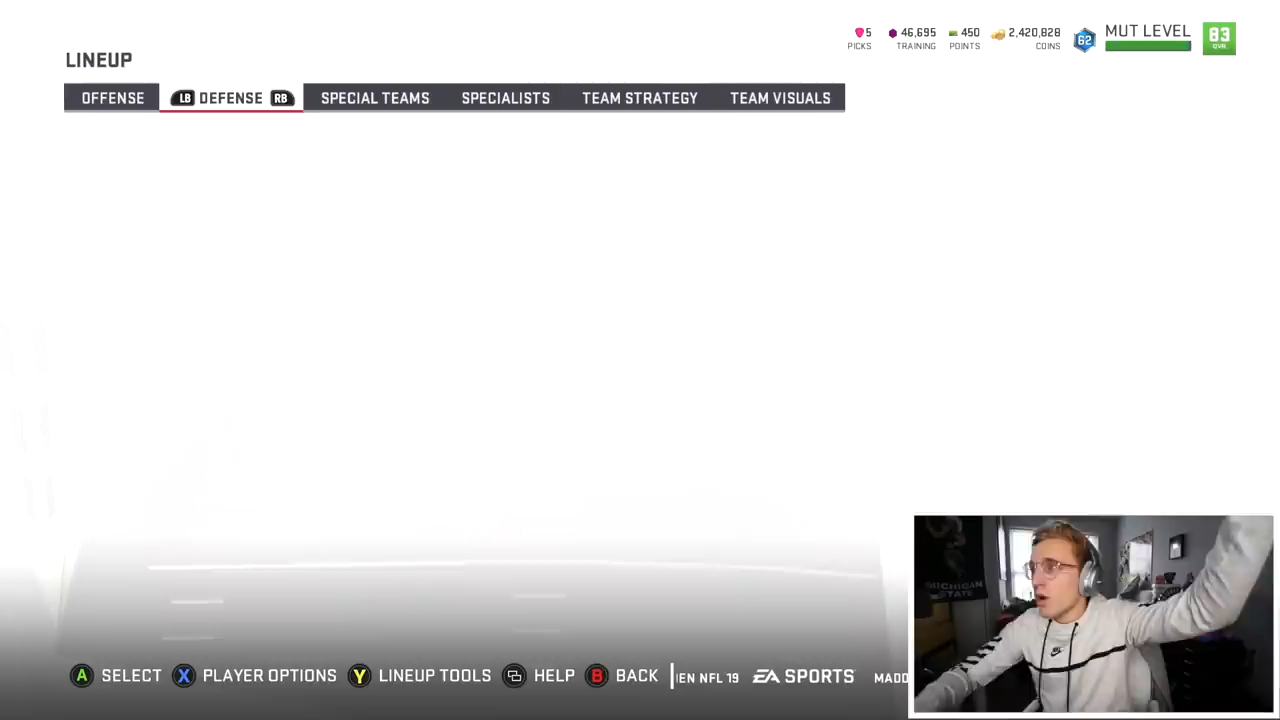 LINEUP
5 PICKS
46,695 TRAINING
450 POINTS
2,420,828 COINS
62
MUT LEVEL
83 OVR
OFFENSE LB DEFENSE RB SPECIAL TEAMS SPECIALISTS TEAM STRATEGY TEAM VISUALS
MICHIGAN
STATE
A SELECT X PLAYER OPTIONS Y LINEUP TOOLS HELP B BACK EN NFL 19 EA SPORTS MADD